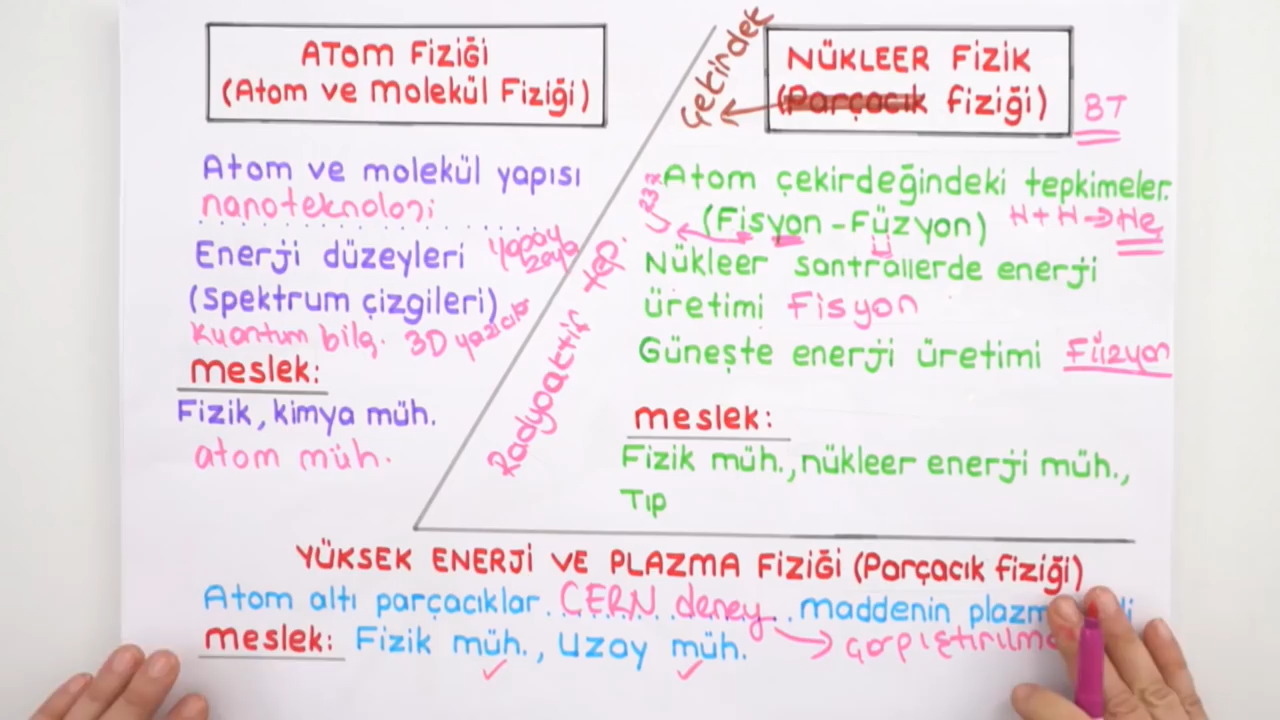 ATOM FİZİĞİ
(Atom ve Molekül Fiziği)
Atom ve molekül yapısı
nanoteknoloji
Enerji düzeyleri
yapay zeka
(Spektrum çizgileri)
kuantum bilg. 3D yazıcılar
meslek:
Fizik, kimya müh.
atom müh.
Radyoaktif tep.
Çekirdek
NÜKLEER FİZİK
(Parçacık fiziği)
BT
Atom çekirdeğindeki tepkimeler.
(Fisyon-Füzyon) H+H→He
Nükleer santrallerde enerji
üretimi Fisyon
Güneşte enerji üretimi Füzyon
meslek:
Fizik müh., nükleer enerji müh.,
Tıp
YÜKSEK ENERJİ VE PLAZMA FİZİĞİ (Parçacık fiziği)
Atom altı parçacıklar. CERN deney maddenin plazm
meslek: Fizik müh., Uzay müh. → çarpıştırılma